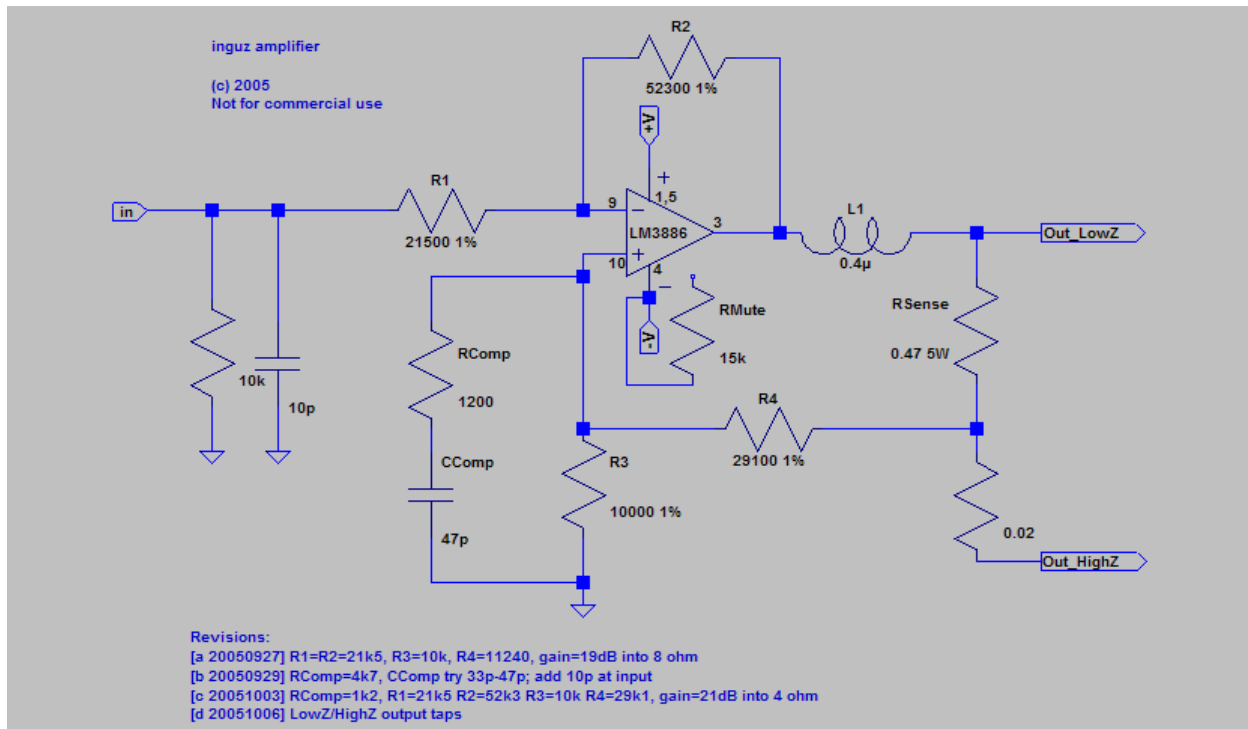 inguz amplifier
(c) 2005
Not for commercial use
R2
52300 1%
V+
+
1,5
in
R1
21500 1%
9
−
LM3886
3
L1
0.4µ
Out_LowZ
10
+
4
−
V-
RMute
15k
RSense
0.47 5W
10k
10p
RComp
1200
CComp
47p
R3
10000 1%
R4
29100 1%
0.02
Out_HighZ
Revisions:
[a 20050927] R1=R2=21k5, R3=10k, R4=11240, gain=19dB into 8 ohm
[b 20050929] RComp=4k7, CComp try 33p-47p; add 10p at input
[c 20051003] RComp=1k2, R1=21k5 R2=52k3 R3=10k R4=29k1, gain=21dB into 4 ohm
[d 20051006] LowZ/HighZ output taps